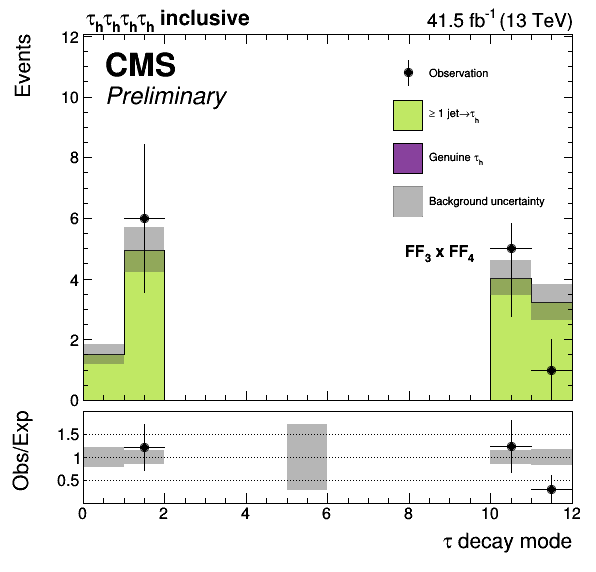 τₕτₕτₕτₕ inclusive
41.5 fb⁻¹ (13 TeV)
Events
CMS
Preliminary
Observation
≥ 1 jet→τₕ
Genuine τₕ
Background uncertainty
FF₃ x FF₄
12
10
8
6
4
2
0
Obs/Exp
1.5
1
0.5
0 2 4 6 8 10 12
τ decay mode